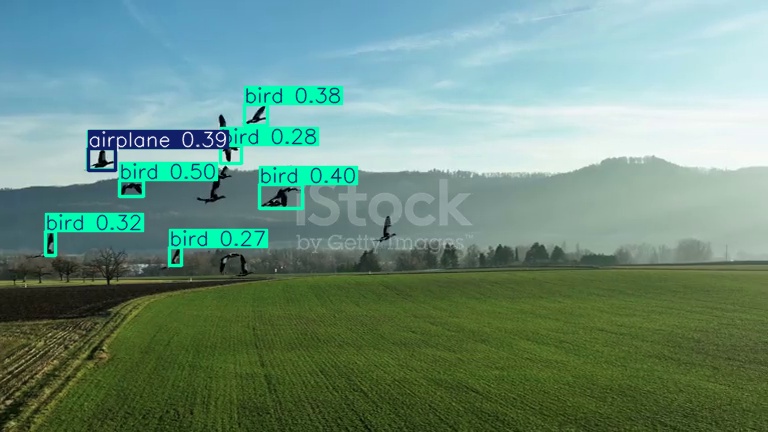 bird 0.38
airplane 0.39
bird 0.28
bird 0.50
bird 0.40
iStock
by Getty Images™
bird 0.32
bird 0.27